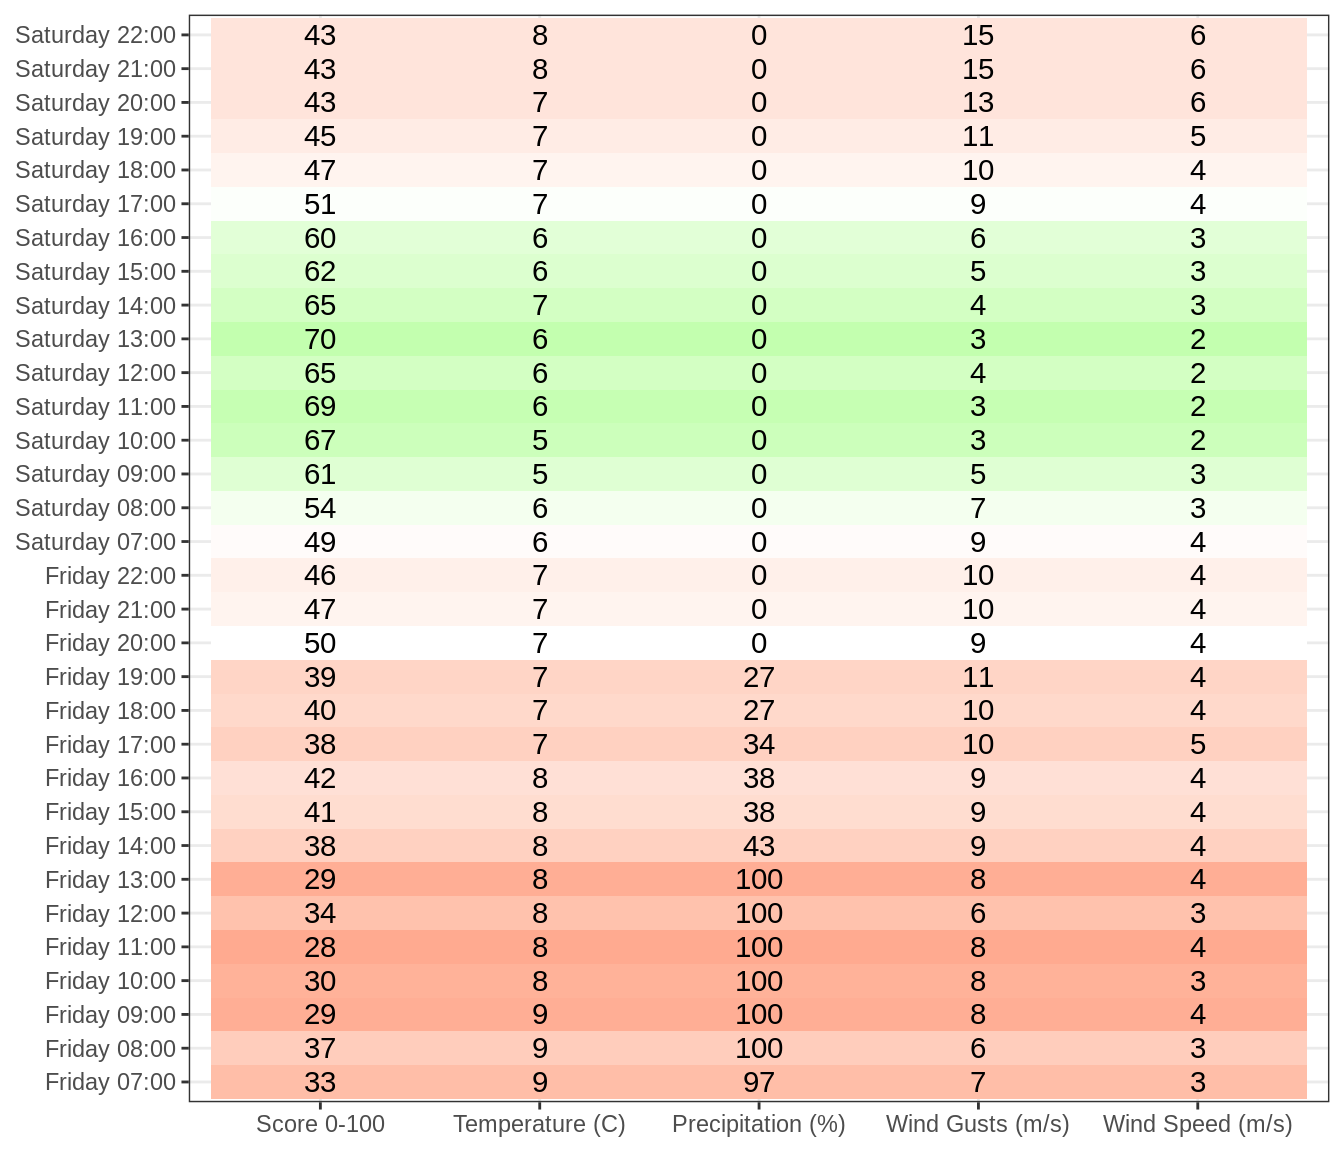 Saturday 22:00 43 8 0 15 6
Saturday 21:00 43 8 0 15 6
Saturday 20:00 43 7 0 13 6
Saturday 19:00 45 7 0 11 5
Saturday 18:00 47 7 0 10 4
Saturday 17:00 51 7 0 9 4
Saturday 16:00 60 6 0 6 3
Saturday 15:00 62 6 0 5 3
Saturday 14:00 65 7 0 4 3
Saturday 13:00 70 6 0 3 2
Saturday 12:00 65 6 0 4 2
Saturday 11:00 69 6 0 3 2
Saturday 10:00 67 5 0 3 2
Saturday 09:00 61 5 0 5 3
Saturday 08:00 54 6 0 7 3
Saturday 07:00 49 6 0 9 4
Friday 22:00 46 7 0 10 4
Friday 21:00 47 7 0 10 4
Friday 20:00 50 7 0 9 4
Friday 19:00 39 7 27 11 4
Friday 18:00 40 7 27 10 4
Friday 17:00 38 7 34 10 5
Friday 16:00 42 8 38 9 4
Friday 15:00 41 8 38 9 4
Friday 14:00 38 8 43 9 4
Friday 13:00 29 8 100 8 4
Friday 12:00 34 8 100 6 3
Friday 11:00 28 8 100 8 4
Friday 10:00 30 8 100 8 3
Friday 09:00 29 9 100 8 4
Friday 08:00 37 9 100 6 3
Friday 07:00 33 9 97 7 3
Score 0-100 Temperature (C) Precipitation (%) Wind Gusts (m/s) Wind Speed (m/s)